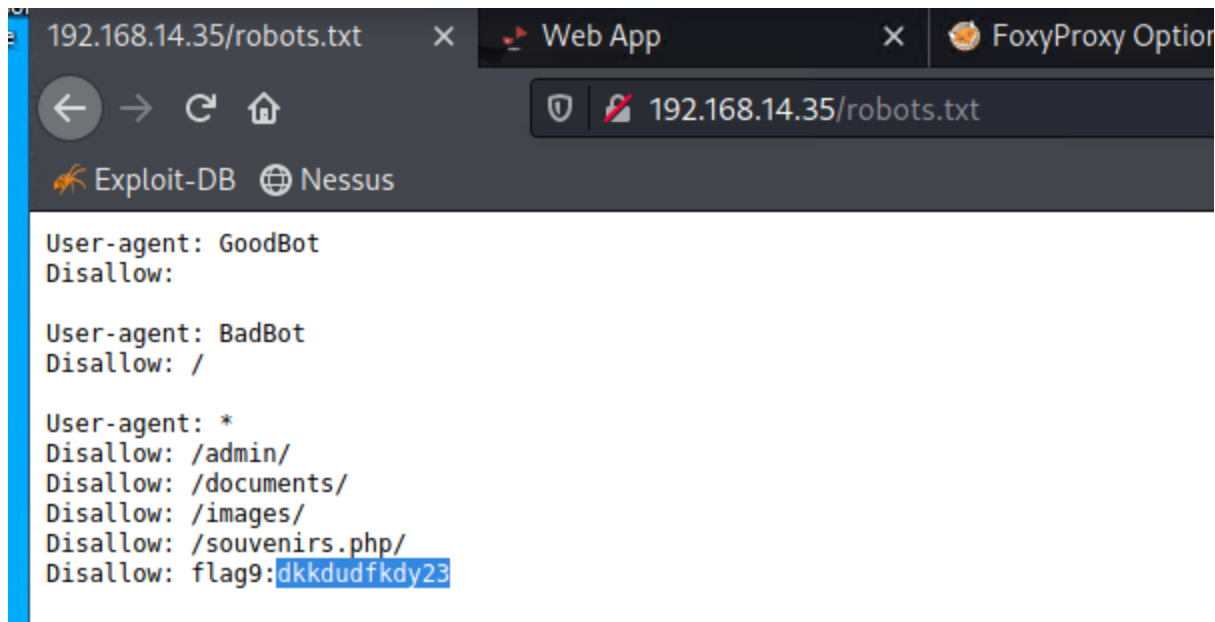 192.168.14.35/robots.txt
Web App
192.168.14.35/robots.txt
Exploit-DB
Nessus
User-agent: GoodBot
Disallow:
User-agent: BadBot
Disallow: /
User-agent: *
Disallow: /admin/
Disallow: /documents/
Disallow: /images/
Disallow: /souvenirs.php/
Disallow: flag9:dkkdudfkdy23